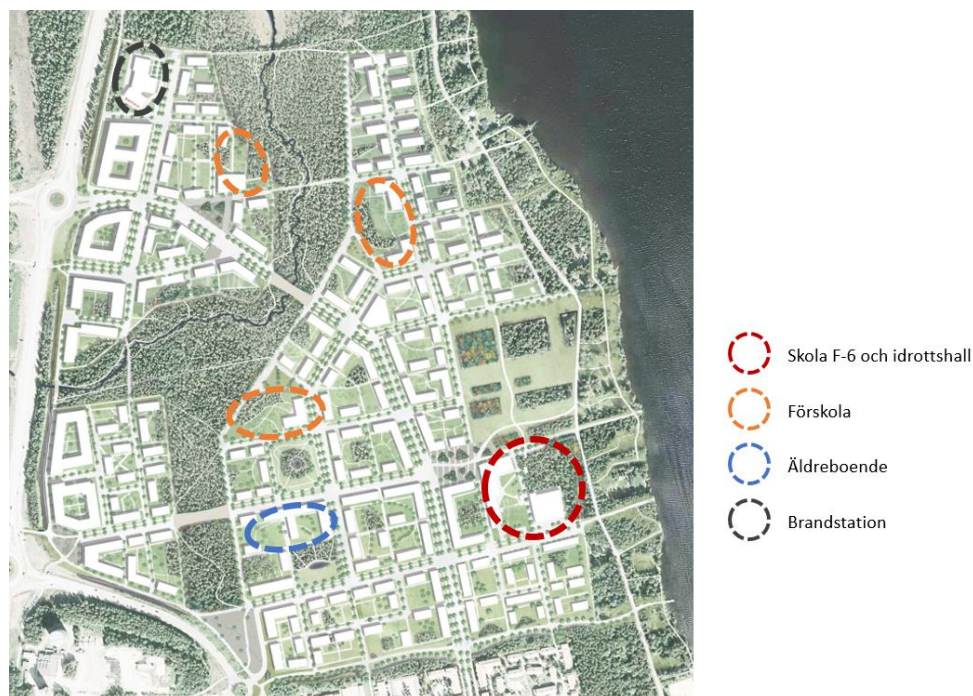 Skola F-6 och idrottshall
Förskola
Äldreboende
Brandstation